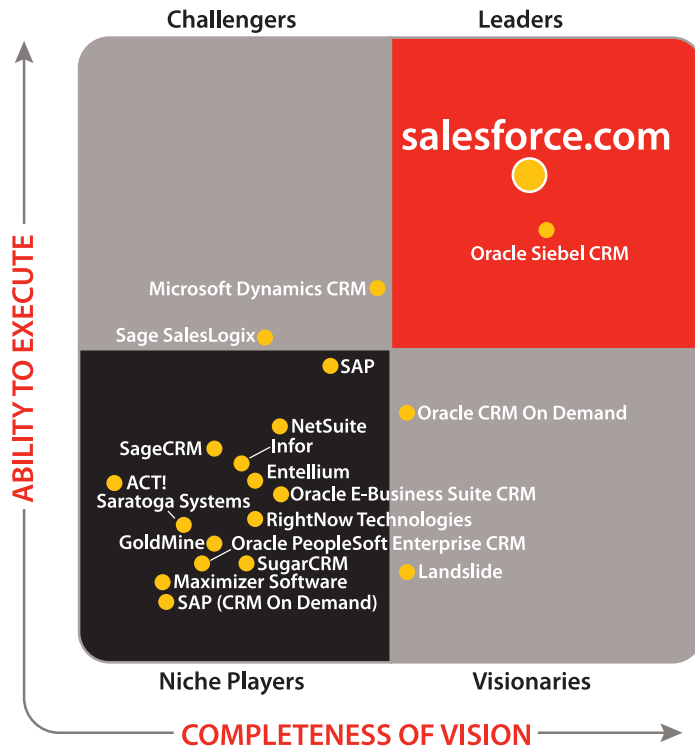 Challengers
Leaders
salesforce.com
Oracle Siebel CRM
Microsoft Dynamics CRM
Sage SalesLogix
SAP
Oracle CRM On Demand
NetSuite
Infor
SageCRM
Entellium
ACT!
Oracle E-Business Suite CRM
Saratoga Systems
RightNow Technologies
GoldMine
Oracle PeopleSoft Enterprise CRM
SugarCRM
Landslide
Maximizer Software
SAP (CRM On Demand)
Niche Players
Visionaries
ABILITY TO EXECUTE
COMPLETENESS OF VISION